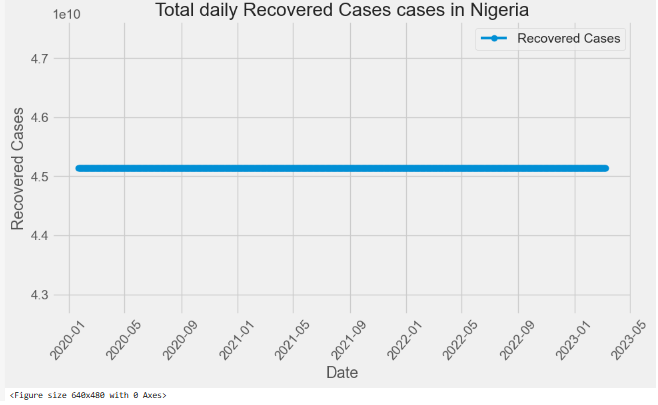 Total daily Recovered Cases cases in Nigeria
1e10
Recovered Cases
4.7
4.6
4.5
4.4
4.3
Recovered Cases
2020-01
2020-05
2020-09
2021-01
2021-05
2021-09
2022-01
2022-05
2022-09
2023-01
2023-05
Date
<Figure size 640x480 with 0 Axes>